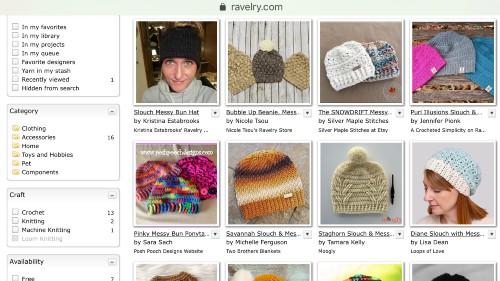 ravelry.com
In my favorites
In my library
In my projects
In my queue
Favorite designers
Yarn in my stash
Recently viewed 1
Hidden from search
Category
Clothing
Accessories 16
Home
Toys and Hobbies
Pet
Components
Craft
Crochet 13
Knitting 2
Machine Knitting 1
Loom Knitting
Availability
Free 7
Slouch Messy Bun Hat
by Kristina Estabrooks
Kristina Estabrooks' Ravelry ...
Bubble Up Beanie, Mess...
by Nicole Tsou
Nicole Tsou's Ravelry Store
The SNOWDRIFT Messy...
by Silver Maple Stitches
Silver Maple Stitches at Etsy
Purl Illusions Slouch & ...
by Jennifer Pionk
A Crocheted Simplicity on Ra...
www.poshpoochdesigns.com
Pinky Messy Bun Ponyta...
by Sara Sach
Posh Pooch Designs Website
Savannah Slouch & Mes...
by Michelle Ferguson
Two Brothers Blankets
Moogly
Staghorn Slouch & Mess...
by Tamara Kelly
Moogly
Diane Slouch with Mess...
by Lisa Dean
Loops of Love